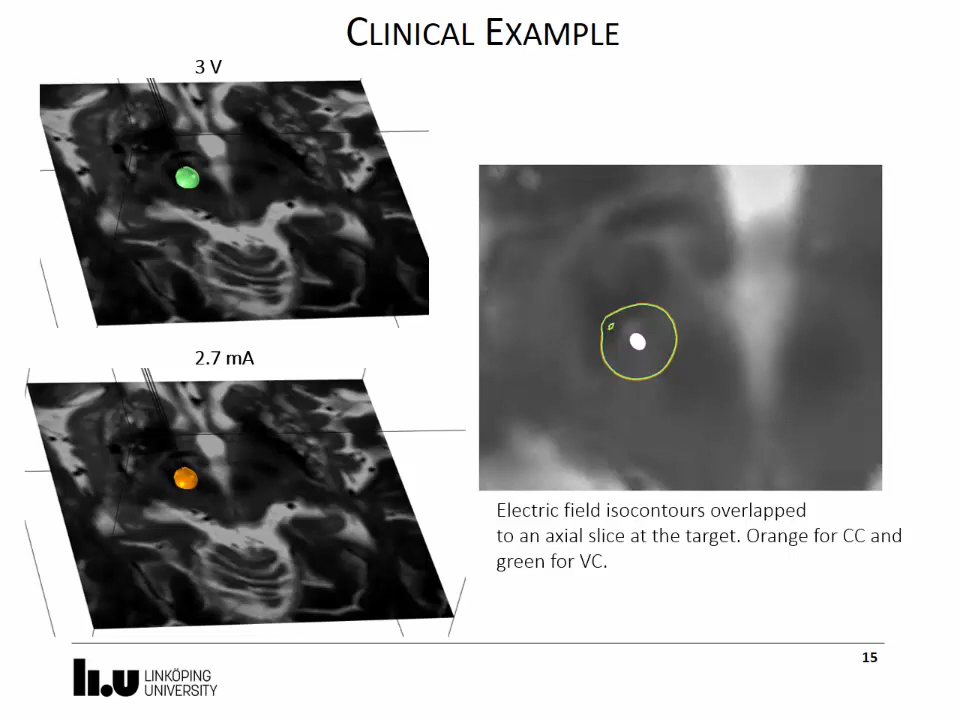 CLINICAL EXAMPLE
3 V
2.7 mA
Electric field isocontours overlapped
to an axial slice at the target. Orange for CC and
green for VC.
15
li.u LINKÖPING
UNIVERSITY